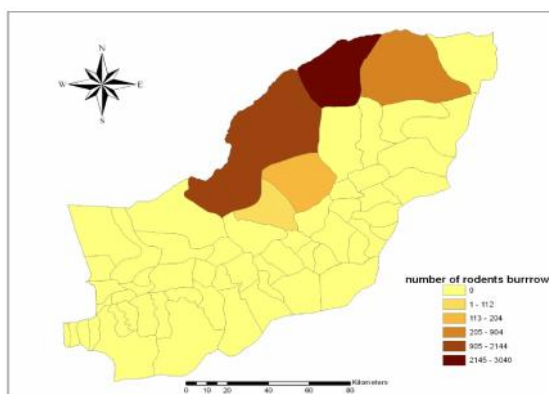 N
W E
S
number of rodents burrrow
0
1 - 112
113 - 204
205 - 904
905 - 2144
2145 - 3040
Kilometers
0 10 20 40 60 80